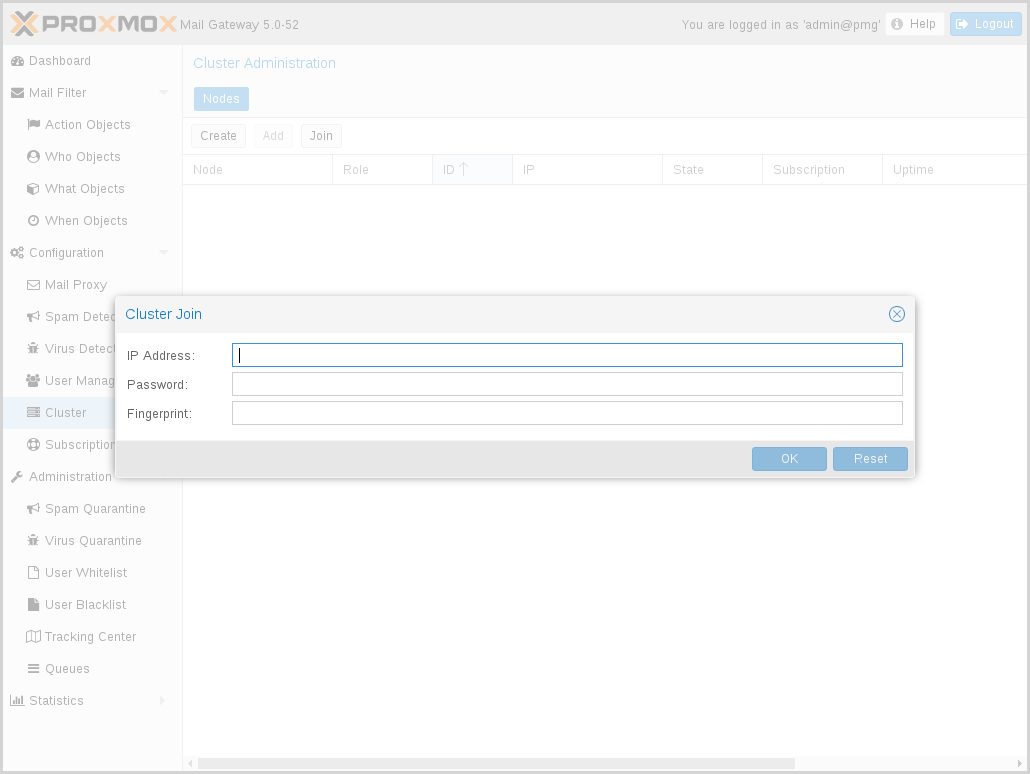 PROXMOX Mail Gateway 5.0-52 You are logged in as 'admin@pmg' Help Logout
Dashboard
Mail Filter
Action Objects
Who Objects
What Objects
When Objects
Configuration
Mail Proxy
Spam Detec
Virus Detect
User Manag
Cluster
Subscription
Administration
Spam Quarantine
Virus Quarantine
User Whitelist
User Blacklist
Tracking Center
Queues
Statistics
Cluster Administration
Nodes
Create Add Join
Node Role ID IP State Subscription Uptime
Cluster Join
IP Address:
Password:
Fingerprint:
OK Reset